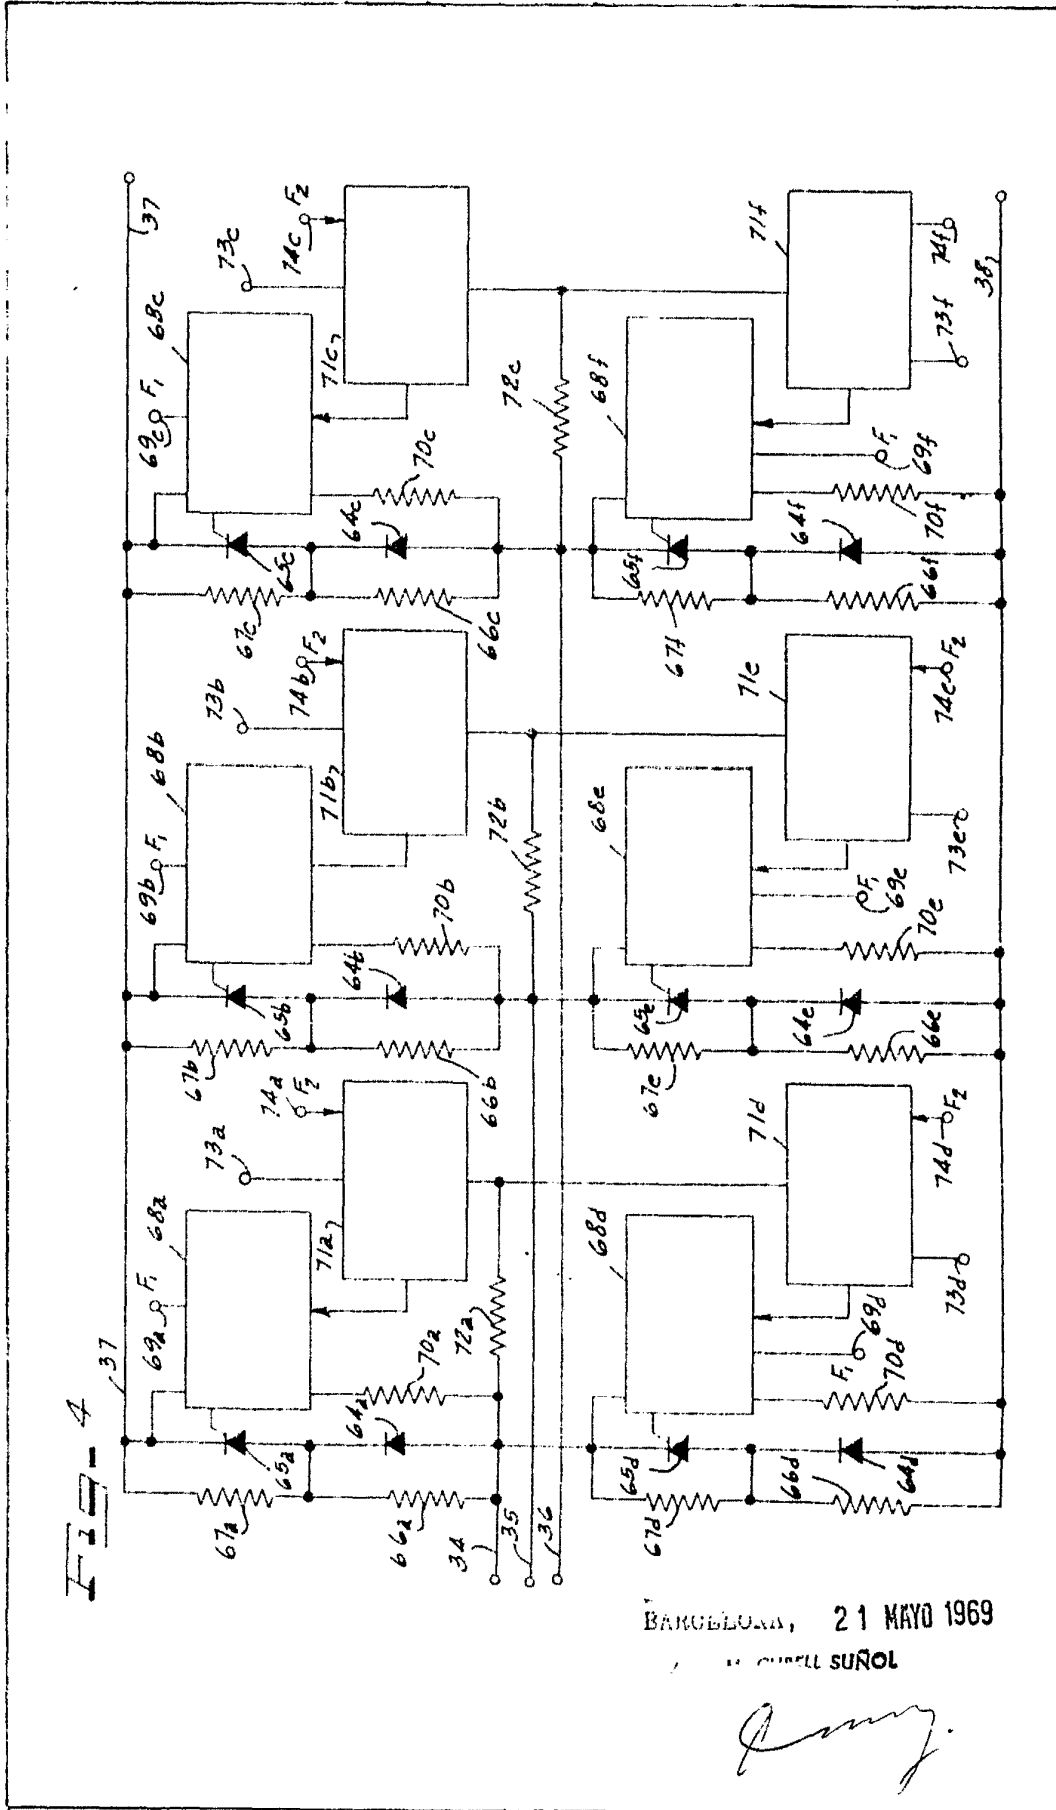 Fig-4
37
37
69a
F1
68a
69b
F1
68b
69c
F1
68c
73a
73b
73c
74a
F2
74b
F2
74c
F2
67a
65a
71a
67b
65b
71b
67c
65c
71c
66a
64a
70a
66b
64b
70b
66c
64c
70c
34
35
36
72a
72b
72c
67d
65d
68d
71d
67e
65e
68e
71e
67f
65f
68f
71f
66d
64d
F1
69d
70d
64e
66e
F1
69e
70e
64f
66f
F1
69f
70f
73d
74d
F2
73e
74e
F2
73f
74f
38
BARCELONA, 21 MAYO 1969
SUÑOL